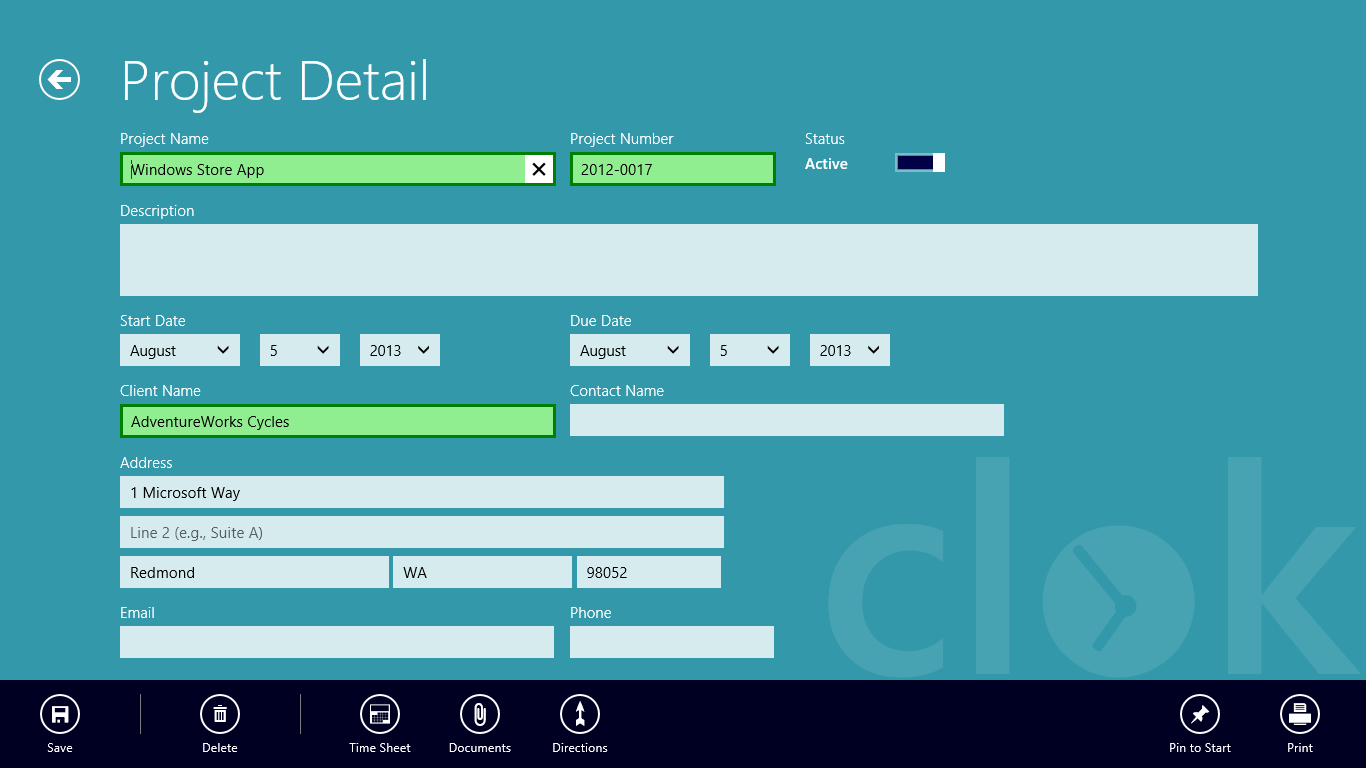 Project Detail
Project Name
Project Number
Status
Windows Store App
2012-0017
Active
Description
Start Date
Due Date
August
5
2013
August
5
2013
Client Name
Contact Name
AdventureWorks Cycles
Address
1 Microsoft Way
Line 2 (e.g., Suite A)
Redmond
WA
98052
Email
Phone
clok
Save
Delete
Time Sheet
Documents
Directions
Pin to Start
Print